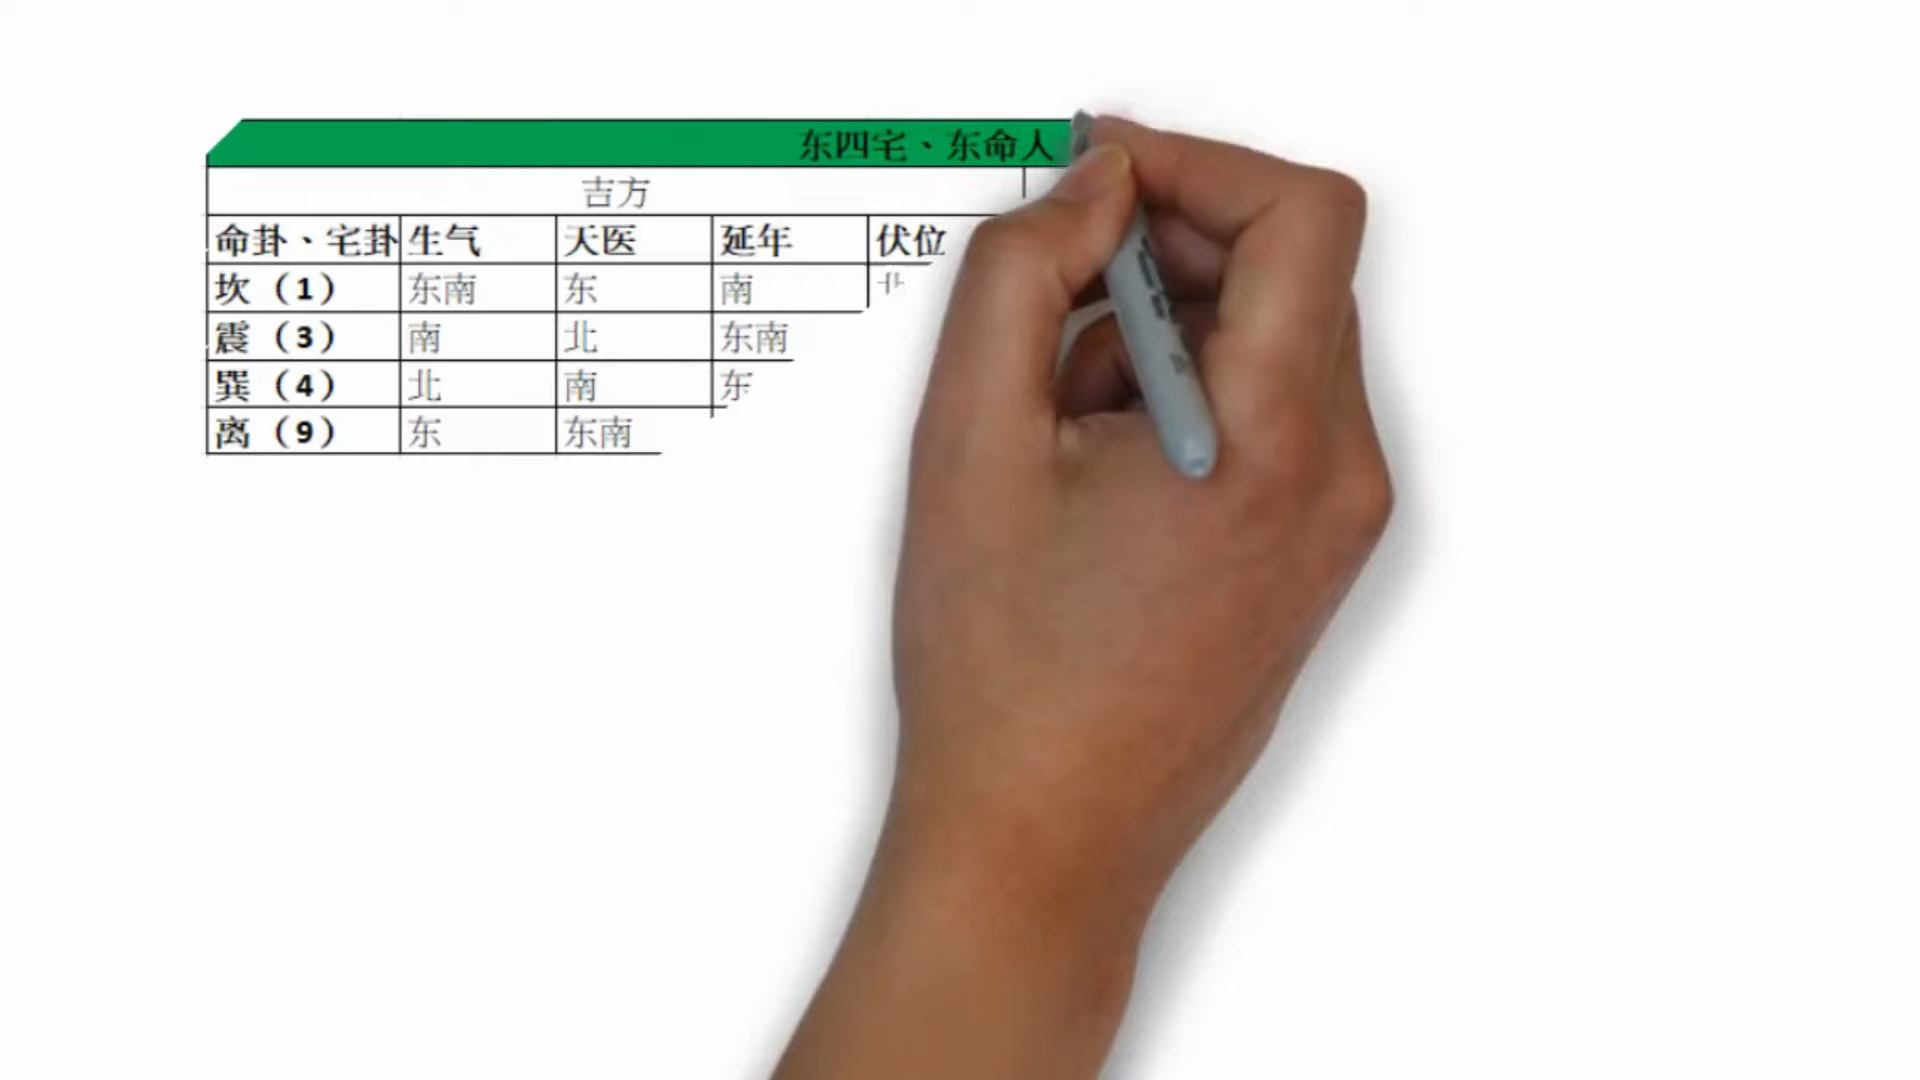 东四宅、东命人
吉方
命卦、宅卦 生气 天医 延年 伏位
坎（1） 东南 东 南
震（3） 南 北 东南
巽（4） 北 南 东
离（9） 东 东南